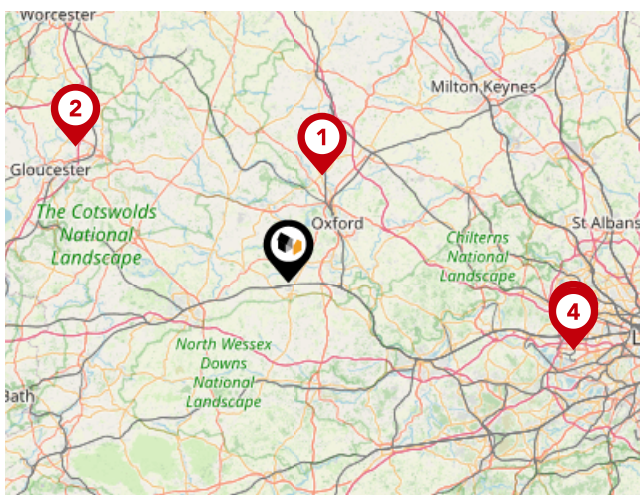 Worcester
Milton Keynes
2
1
Gloucester
The Cotswolds
National
Landscape
Oxford
St Albans
Chilterns
National
Landscape
4
North Wessex
Downs
National
Landscape
Bath
L